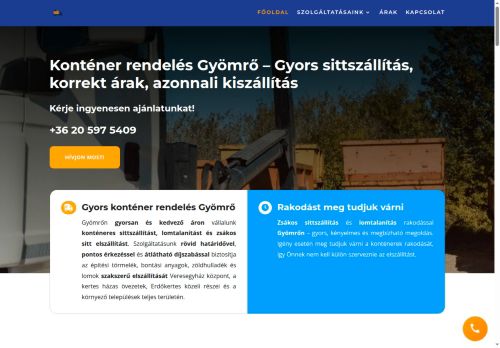 FŐOLDAL SZOLGÁLTATÁSAINK ÁRAK KAPCSOLAT
Konténer rendelés Gyömrő – Gyors sittszállítás,
korrekt árak, azonnali kiszállítás
Kérje ingyenesen ajánlatunkat!
+36 20 597 5409
HÍVJON MOST!
Gyors konténer rendelés Gyömrő
Gyömrőn gyorsan és kedvező áron vállalunk
konténeres sittszállítást, lomtalanítást és zsákos
sitt elszállítást. Szolgáltatásunk rövid határidővel,
pontos érkezéssel és átlátható díjszabással biztosítja
az építési törmelék, bontási anyagok, zöldhulladék és
lomok szakszerű elszállítását Veresegyház központ, a
kertes házas övezetek, Erdőkertes közeli részei és a
környező települések teljes területén.
Rakodást meg tudjuk várni
Zsákos sittszállítás és lomtalanítás rakodással
Gyömrőn – gyors, kényelmes és megbízható megoldás.
Igény esetén meg tudjuk várni a konténerek rakodását,
így Önnek nem kell külön szerveznie az elszállítást.